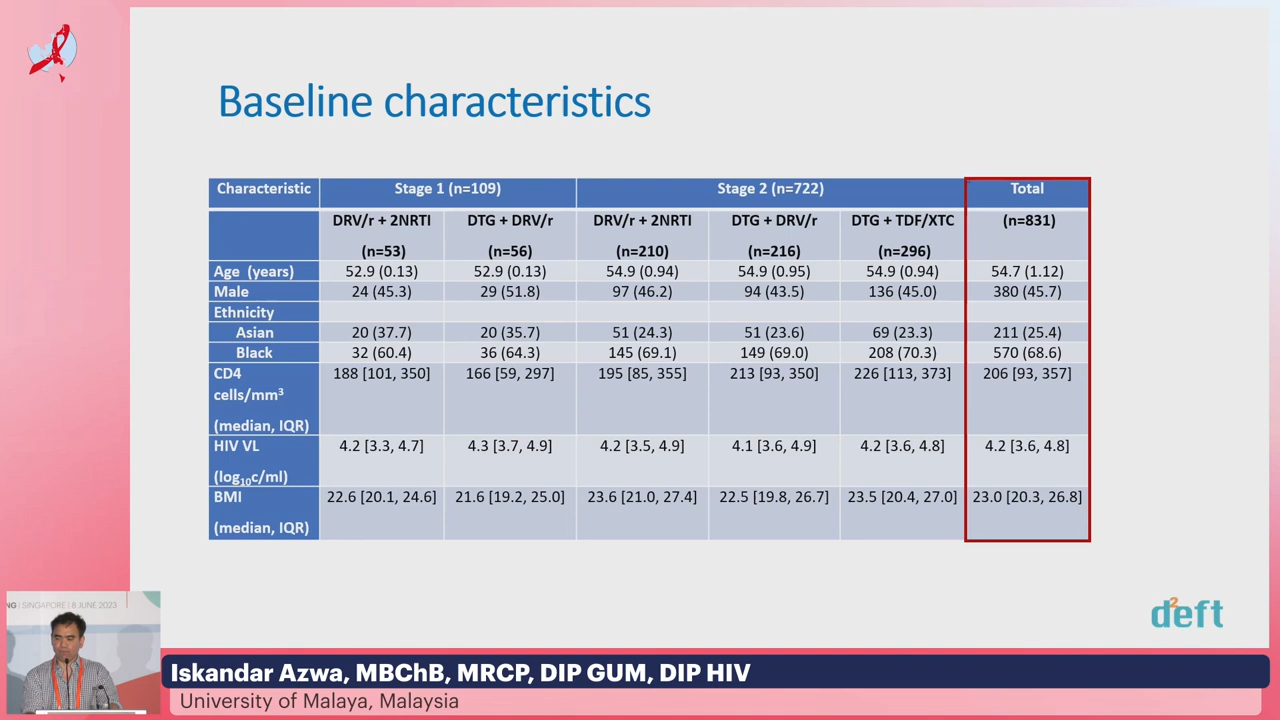 Baseline characteristics
Characteristic Stage 1 (n=109) Stage 2 (n=722) Total
DRV/r + 2NRTI DTG + DRV/r DRV/r + 2NRTI DTG + DRV/r DTG + TDF/XTC (n=831)
(n=53) (n=56) (n=210) (n=216) (n=296)
Age (years) 52.9 (0.13) 52.9 (0.13) 54.9 (0.94) 54.9 (0.95) 54.9 (0.94) 54.7 (1.12)
Male 24 (45.3) 29 (51.8) 97 (46.2) 94 (43.5) 136 (45.0) 380 (45.7)
Ethnicity
Asian 20 (37.7) 20 (35.7) 51 (24.3) 51 (23.6) 69 (23.3) 211 (25.4)
Black 32 (60.4) 36 (64.3) 145 (69.1) 149 (69.0) 208 (70.3) 570 (68.6)
CD4 188 [101, 350] 166 [59, 297] 195 [85, 355] 213 [93, 350] 226 [113, 373] 206 [93, 357]
cells/mm³
(median, IQR)
HIV VL 4.2 [3.3, 4.7] 4.3 [3.7, 4.9] 4.2 [3.5, 4.9] 4.1 [3.6, 4.9] 4.2 [3.6, 4.8] 4.2 [3.6, 4.8]
(log₁₀c/ml)
BMI 22.6 [20.1, 24.6] 21.6 [19.2, 25.0] 23.6 [21.0, 27.4] 22.5 [19.8, 26.7] 23.5 [20.4, 27.0] 23.0 [20.3, 26.8]
(median, IQR)
d²eft
NG | SINGAPORE | 8 JUNE 2023
Iskandar Azwa, MBChB, MRCP, DIP GUM, DIP HIV
University of Malaya, Malaysia